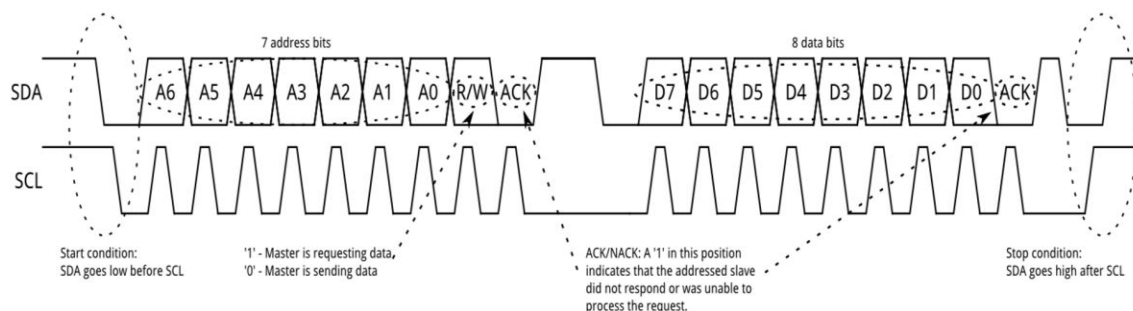 7 address bits
8 data bits
SDA A6 A5 A4 A3 A2 A1 A0 R/W ACK D7 D6 D5 D4 D3 D2 D1 D0 ACK
SCL
Start condition:
SDA goes low before SCL
'1' - Master is requesting data
'0' - Master is sending data
ACK/NACK: A '1' in this position
indicates that the addressed slave
did not respond or was unable to
process the request.
Stop condition:
SDA goes high after SCL